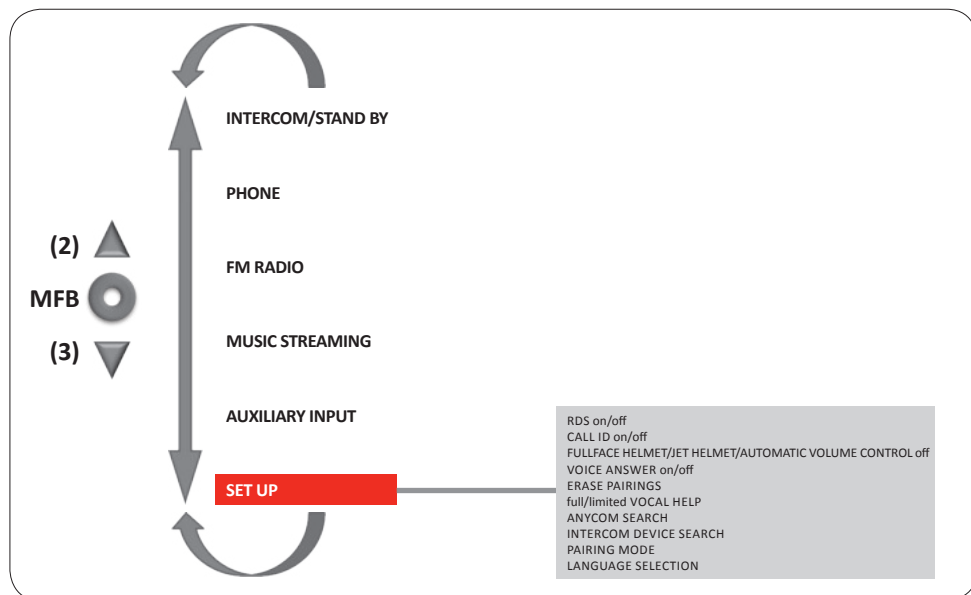 INTERCOM/STAND BY
PHONE
(2)
FM RADIO
MFB
MUSIC STREAMING
(3)
AUXILIARY INPUT
SET UP
RDS on/off
CALL ID on/off
FULLFACE HELMET/JET HELMET/AUTOMATIC VOLUME CONTROL off
VOICE ANSWER on/off
ERASE PAIRINGS
full/limited VOCAL HELP
ANYCOM SEARCH
INTERCOM DEVICE SEARCH
PAIRING MODE
LANGUAGE SELECTION